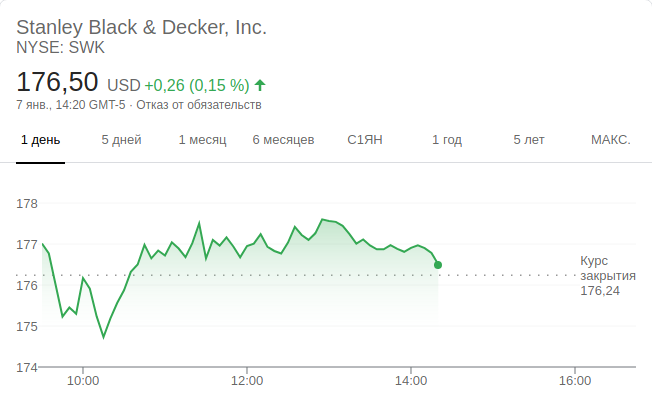 Stanley Black & Decker, Inc.
NYSE: SWK
176,50 USD +0,26 (0,15 %)
7 янв., 14:20 GMT-5 · Отказ от обязательств
1 день 5 дней 1 месяц 6 месяцев С1ЯН 1 год 5 лет МАКС.
178
177
Курс
закрытия
176,24
176
175
174
10:00 12:00 14:00 16:00